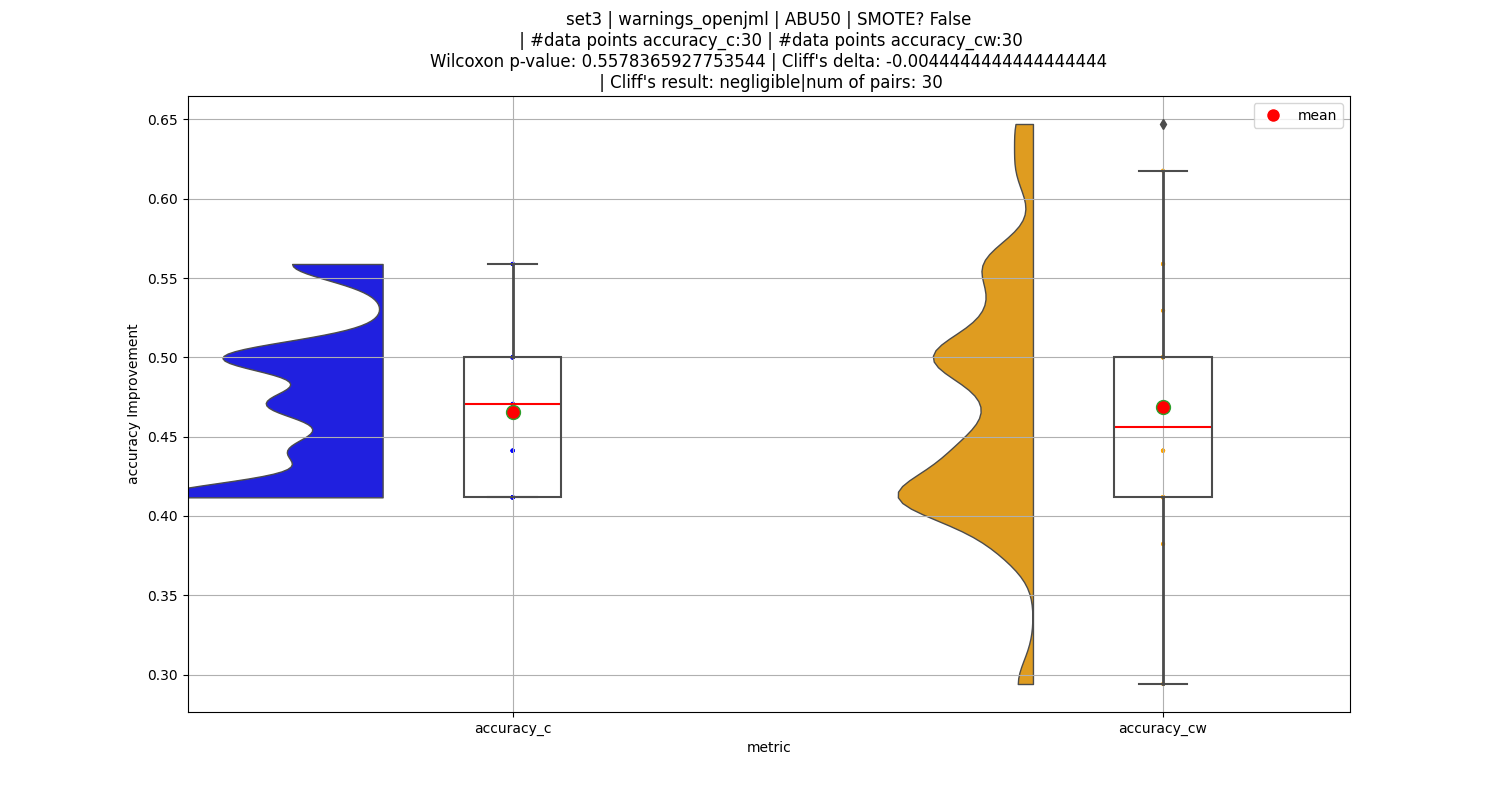 set3 | warnings_openjml | ABU50 | SMOTE? False
| #data points accuracy_c:30 | #data points accuracy_cw:30
Wilcoxon p-value: 0.5578365927753544 | Cliff's delta: -0.0044444444444444444
| Cliff's result: negligible|num of pairs: 30
mean
0.65
0.60
0.55
0.50
0.45
0.40
0.35
0.30
accuracy Improvement
accuracy_c
accuracy_cw
metric